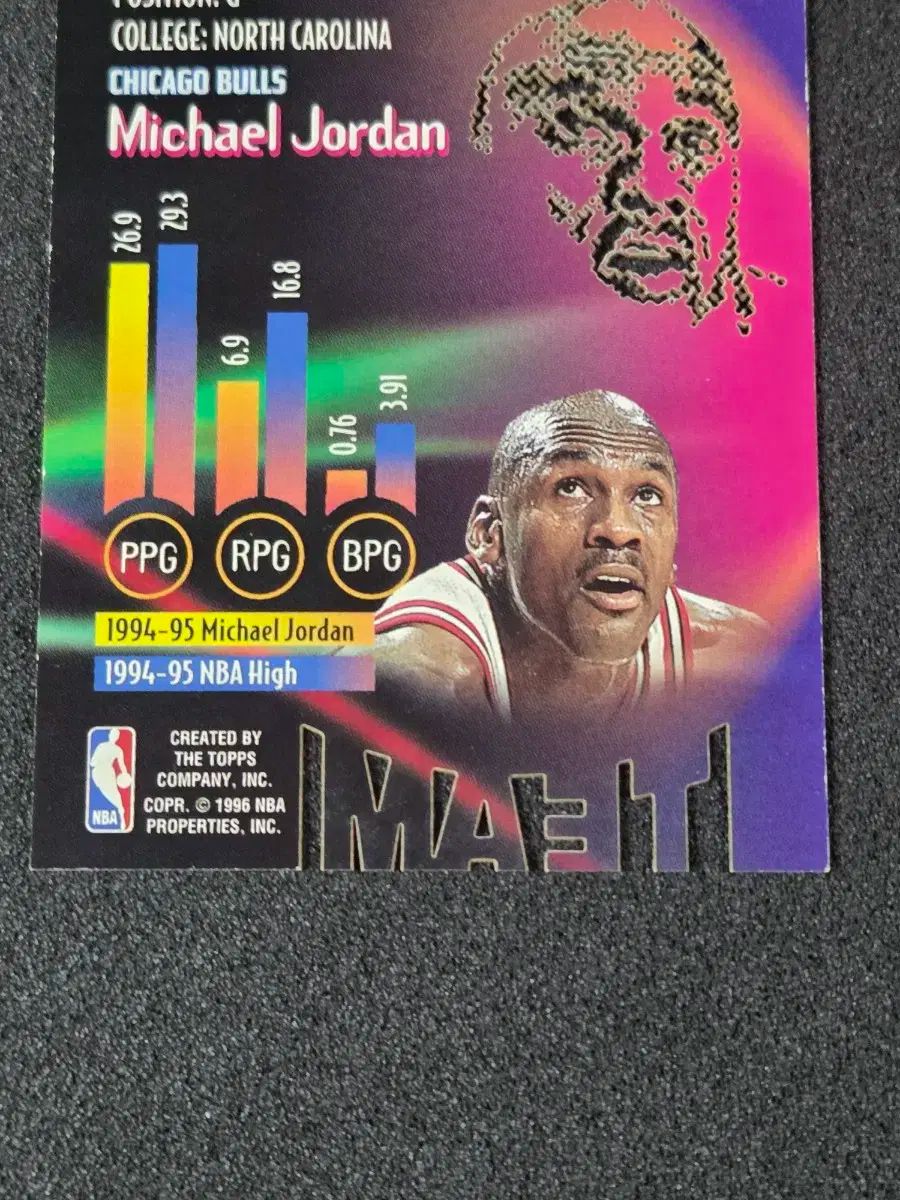 POSITION: G
COLLEGE: NORTH CAROLINA
CHICAGO BULLS
Michael Jordan
26.9
29.3
6.9
16.8
0.76
3.91
PPG
RPG
BPG
1994-95 Michael Jordan
1994-95 NBA High
NBA
CREATED BY
THE TOPPS
COMPANY, INC.
COPR. © 1996 NBA
PROPERTIES, INC.
TEAM